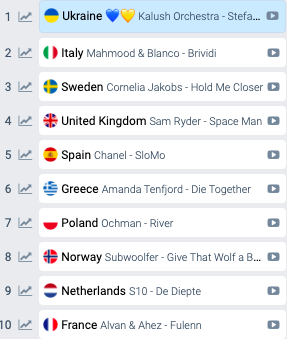 1 Ukraine 💙💛 Kalush Orchestra - Stefa...
2 Italy Mahmood & Blanco - Brividi
3 Sweden Cornelia Jakobs - Hold Me Closer
4 United Kingdom Sam Ryder - Space Man
5 Spain Chanel - SloMo
6 Greece Amanda Tenfjord - Die Together
7 Poland Ochman - River
8 Norway Subwoolfer - Give That Wolf a B...
9 Netherlands S10 - De Diepte
10 France Alvan & Ahez - Fulenn